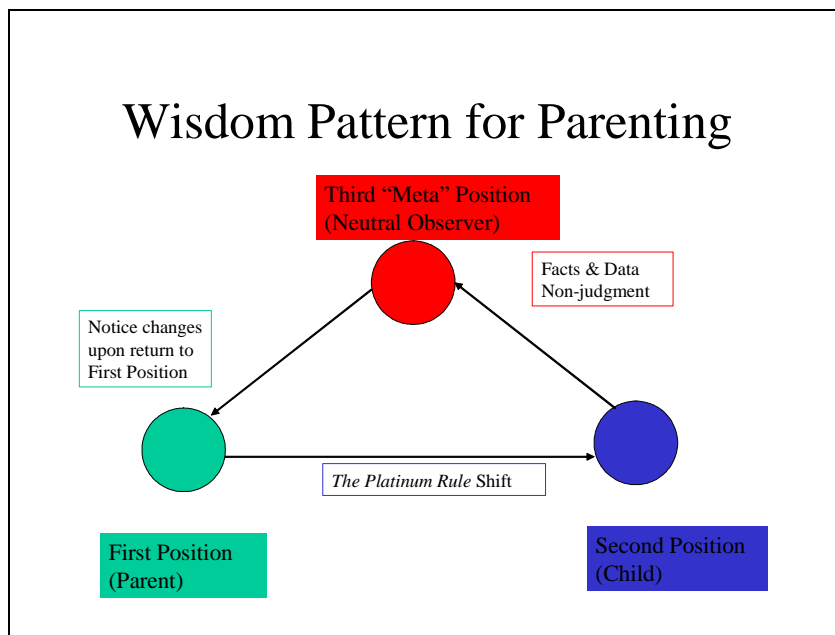 Wisdom Pattern for Parenting
Third “Meta” Position
(Neutral Observer)
Facts & Data
Non-judgment
Notice changes
upon return to
First Position
The Platinum Rule Shift
First Position
(Parent)
Second Position
(Child)